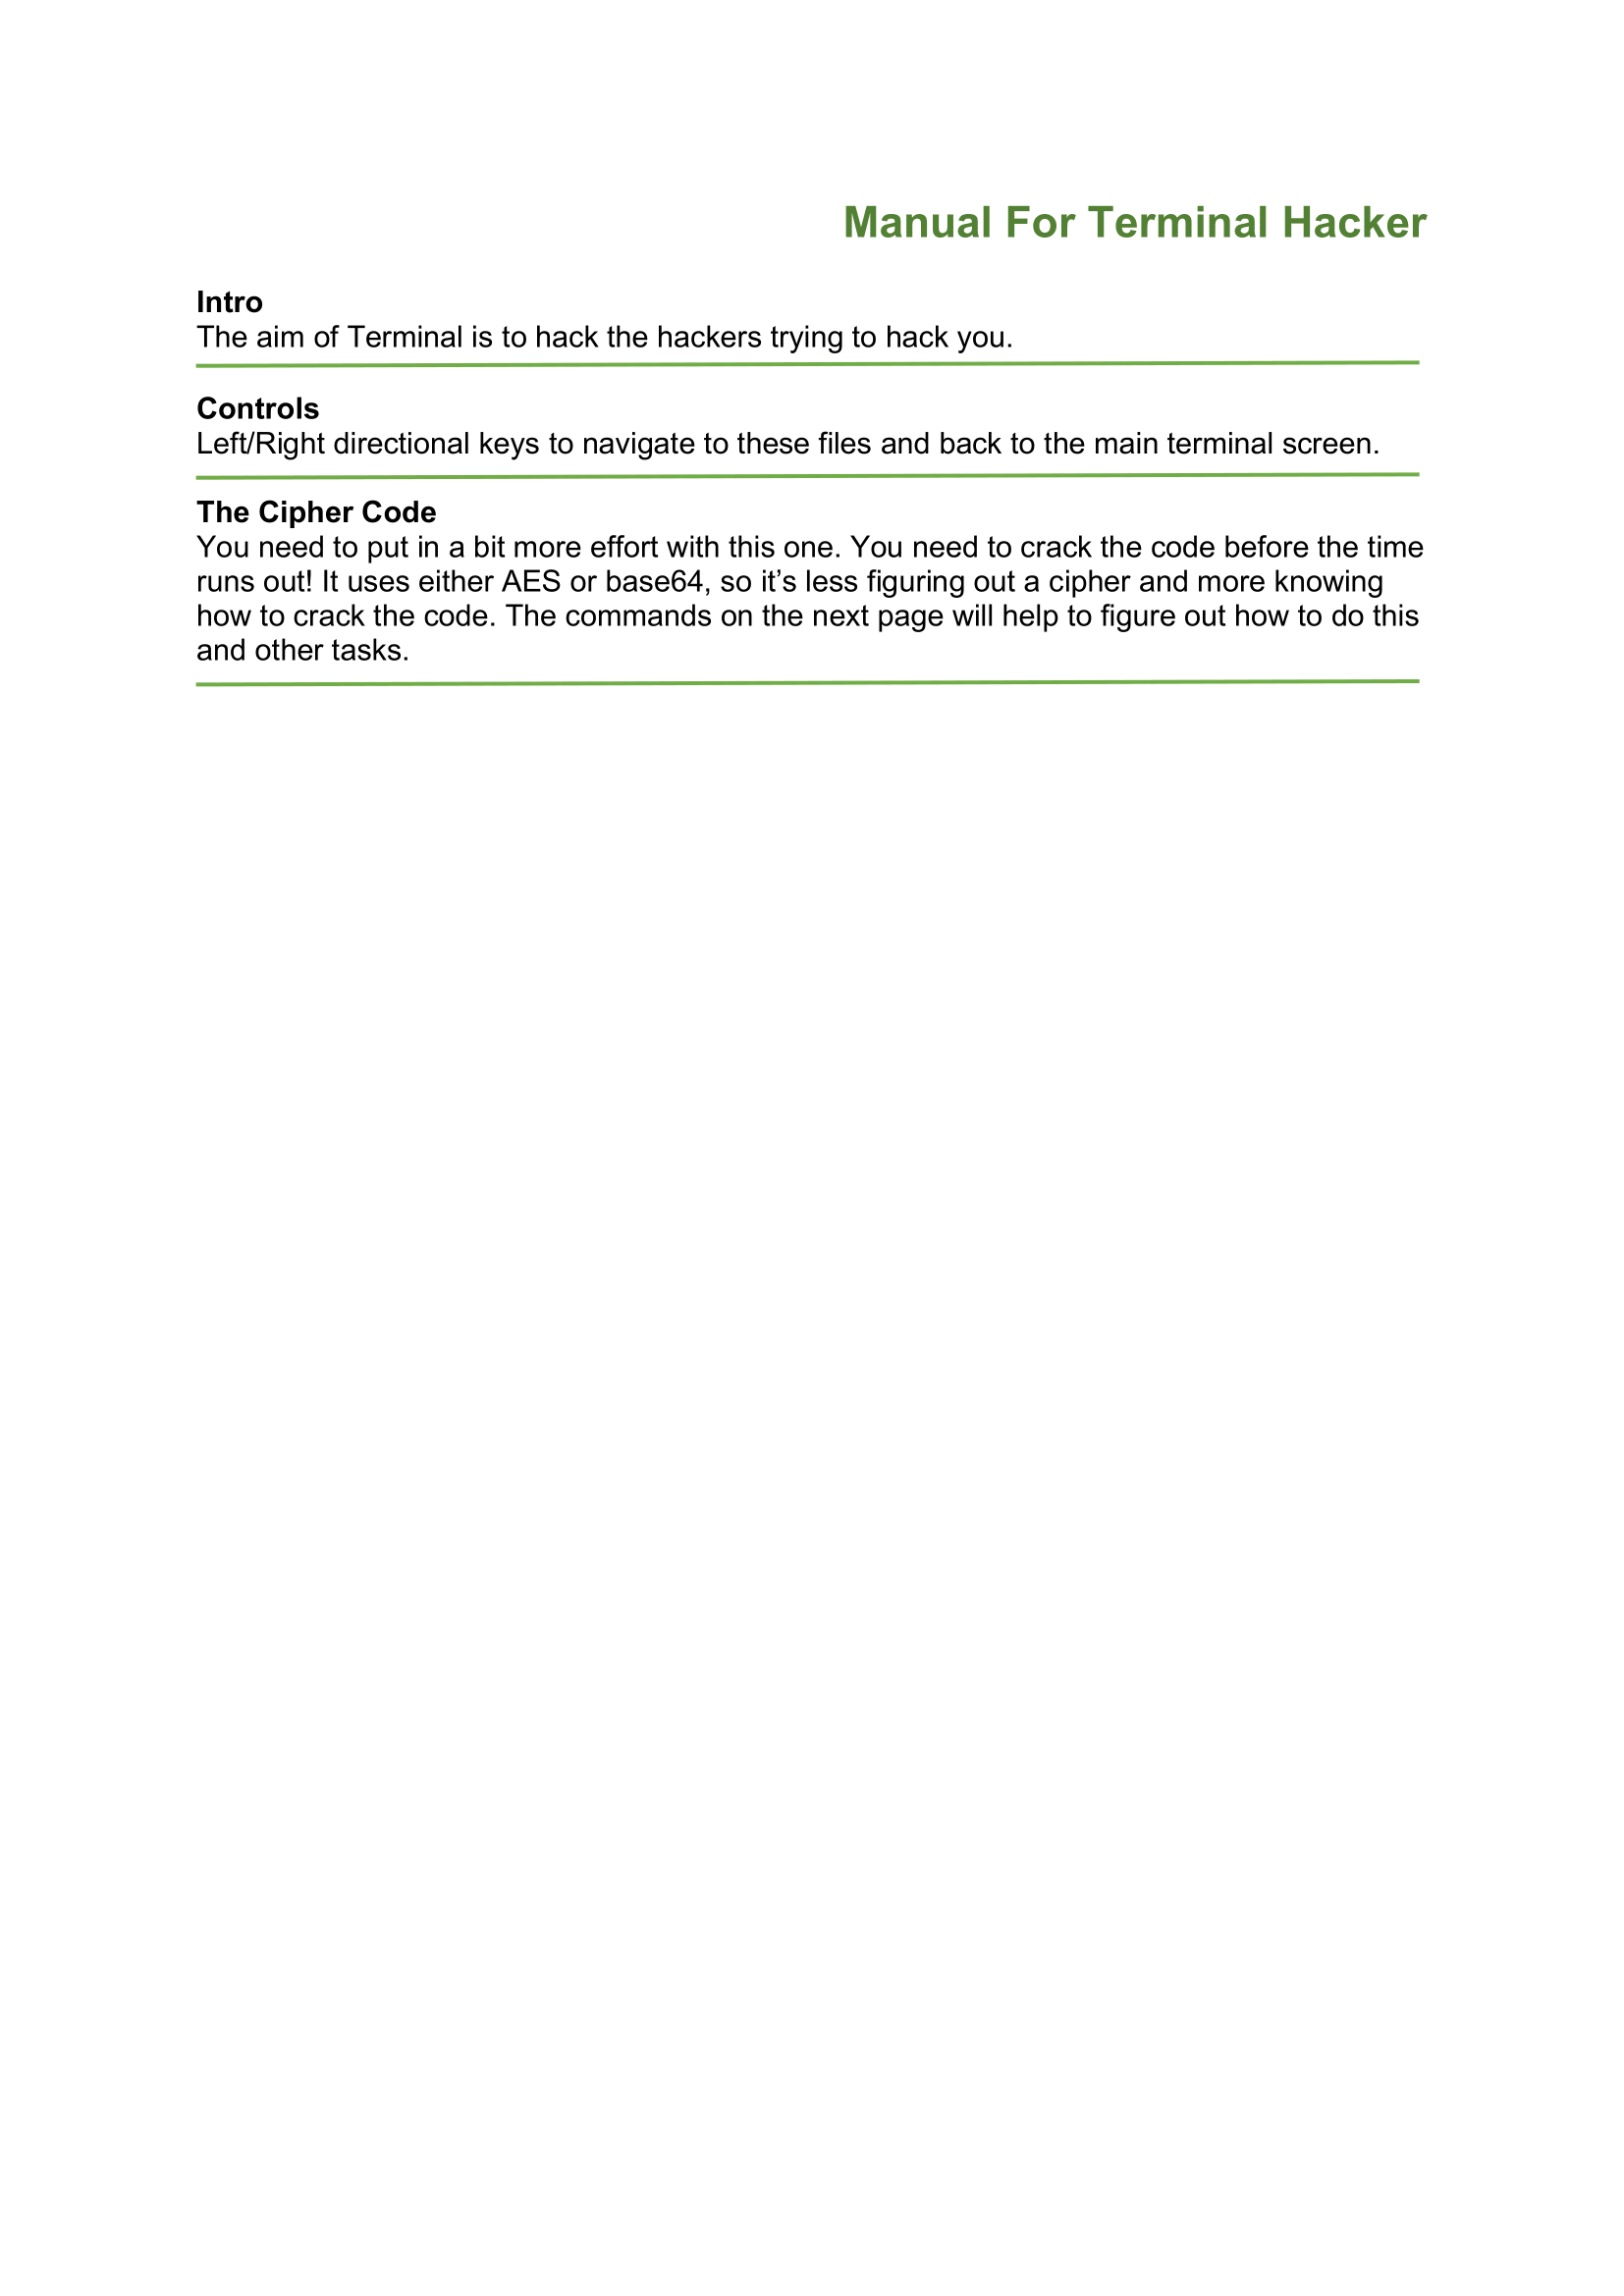 Manual For Terminal Hacker
Intro
The aim of Terminal is to hack the hackers trying to hack you.
Controls
Left/Right directional keys to navigate to these files and back to the main terminal screen.
The Cipher Code
You need to put in a bit more effort with this one. You need to crack the code before the time
runs out! It uses either AES or base64, so it’s less figuring out a cipher and more knowing
how to crack the code. The commands on the next page will help to figure out how to do this
and other tasks.